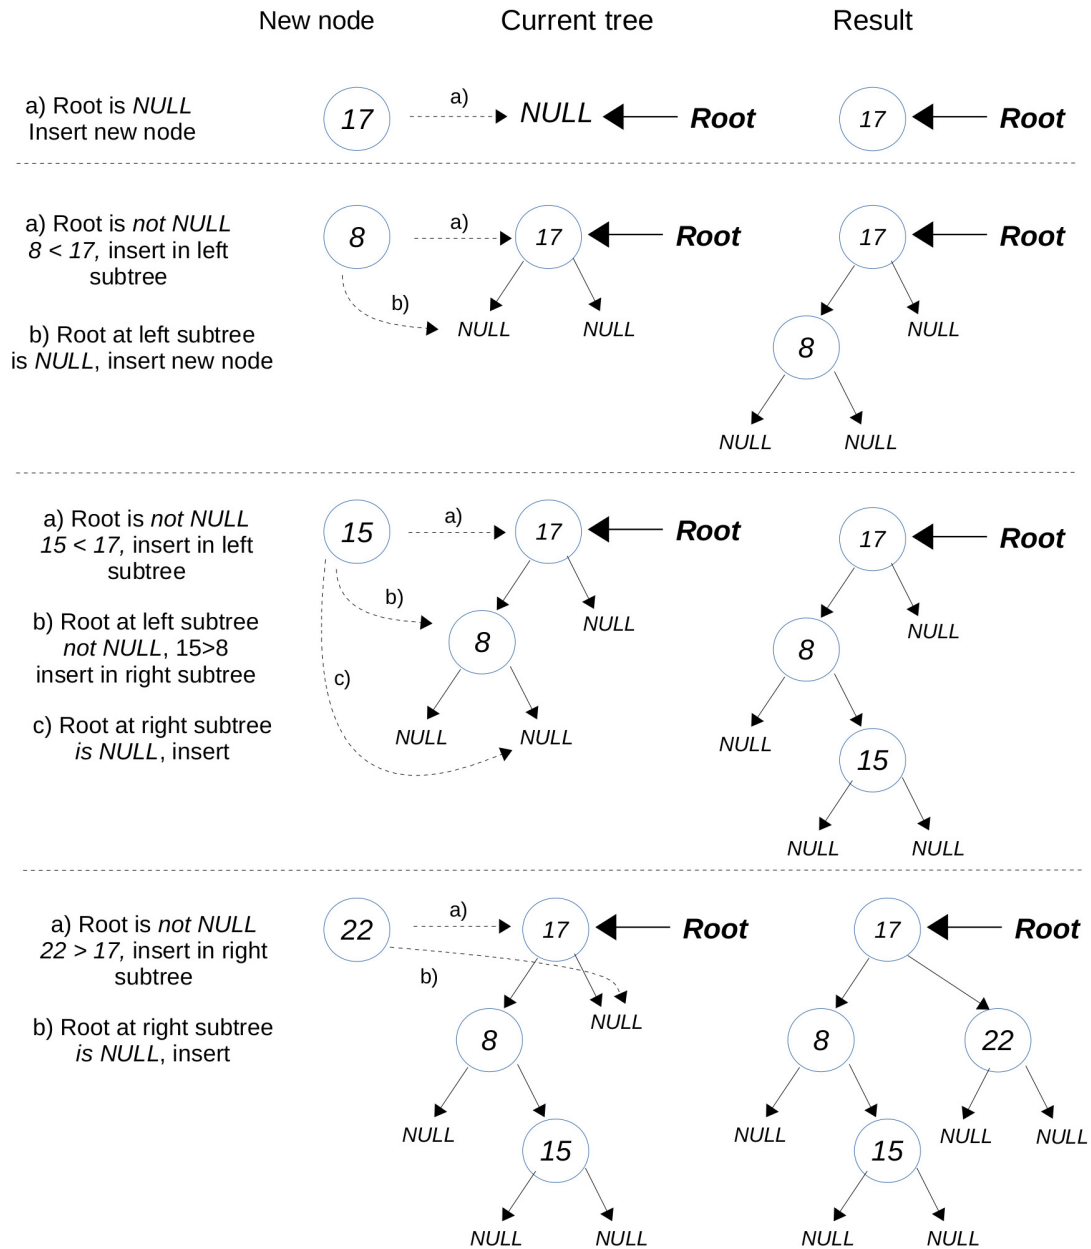 New node
Current tree
Result
a) Root is NULL
Insert new node
17
a)
NULL
Root
17
Root
a) Root is not NULL
8 < 17, insert in left
subtree
b) Root at left subtree
is NULL, insert new node
8
a)
b)
17
Root
NULL
NULL
17
Root
8
NULL
NULL
NULL
a) Root is not NULL
15 < 17, insert in left
subtree
b) Root at left subtree
not NULL, 15>8
insert in right subtree
c) Root at right subtree
is NULL, insert
15
a)
b)
c)
17
Root
8
NULL
NULL
NULL
17
Root
8
NULL
NULL
15
NULL
NULL
a) Root is not NULL
22 > 17, insert in right
subtree
b) Root at right subtree
is NULL, insert
22
a)
b)
17
Root
NULL
8
NULL
15
NULL
NULL
17
Root
8
22
NULL
NULL
NULL
15
NULL
NULL